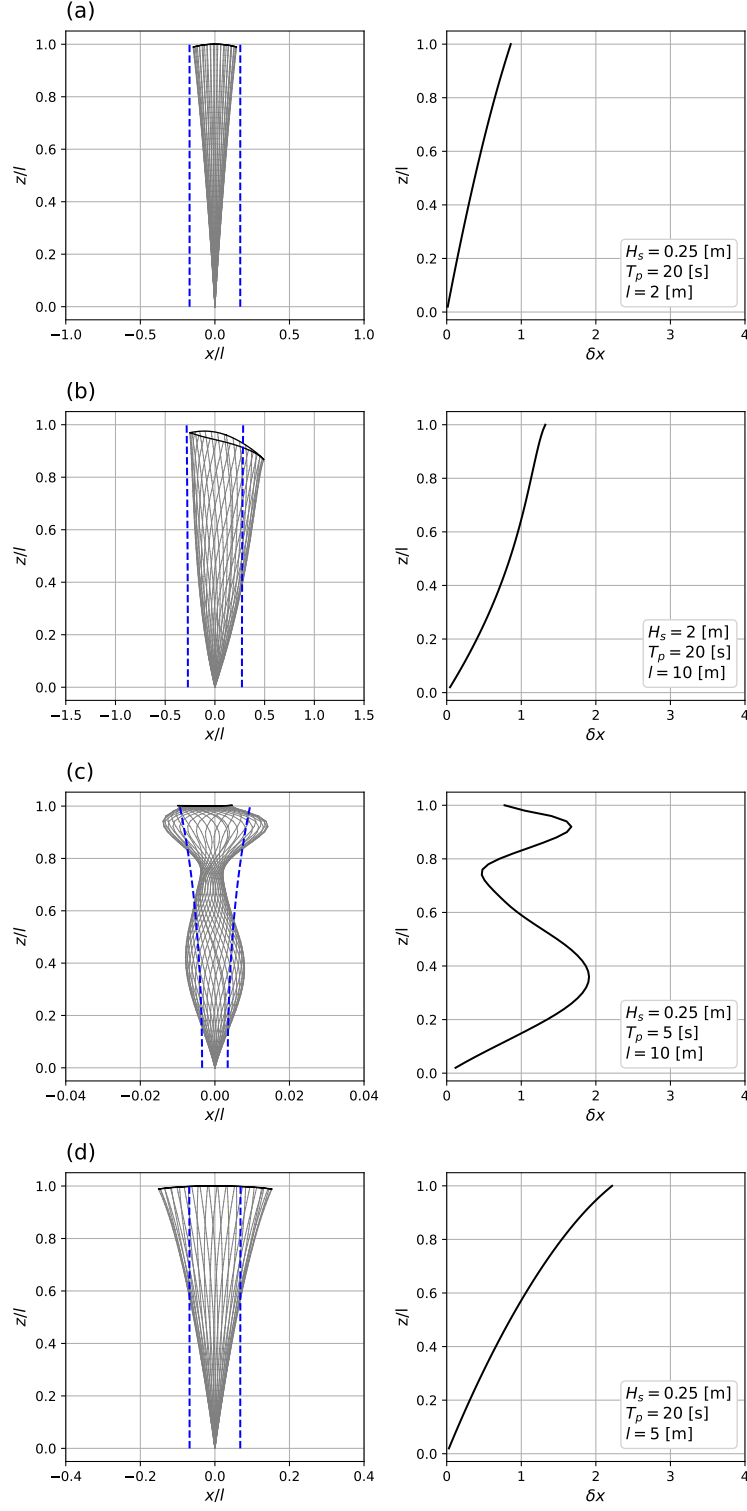 (a)
z/l
1.0
0.8
0.6
0.4
0.2
0.0
−1.0 −0.5 0.0 0.5 1.0
x/l
z/l
1.0
0.8
0.6
0.4
0.2
0.0
H_s = 0.25 [m]
T_p = 20 [s]
l = 2 [m]
0 1 2 3 4
δx
(b)
z/l
1.0
0.8
0.6
0.4
0.2
0.0
−1.5 −1.0 −0.5 0.0 0.5 1.0 1.5
x/l
z/l
1.0
0.8
0.6
0.4
0.2
0.0
H_s = 2 [m]
T_p = 20 [s]
l = 10 [m]
0 1 2 3 4
δx
(c)
z/l
1.0
0.8
0.6
0.4
0.2
0.0
−0.04 −0.02 0.00 0.02 0.04
x/l
z/l
1.0
0.8
0.6
0.4
0.2
0.0
H_s = 0.25 [m]
T_p = 5 [s]
l = 10 [m]
0 1 2 3 4
δx
(d)
z/l
1.0
0.8
0.6
0.4
0.2
0.0
−0.4 −0.2 0.0 0.2 0.4
x/l
z/l
1.0
0.8
0.6
0.4
0.2
0.0
H_s = 0.25 [m]
T_p = 20 [s]
l = 5 [m]
0 1 2 3 4
δx